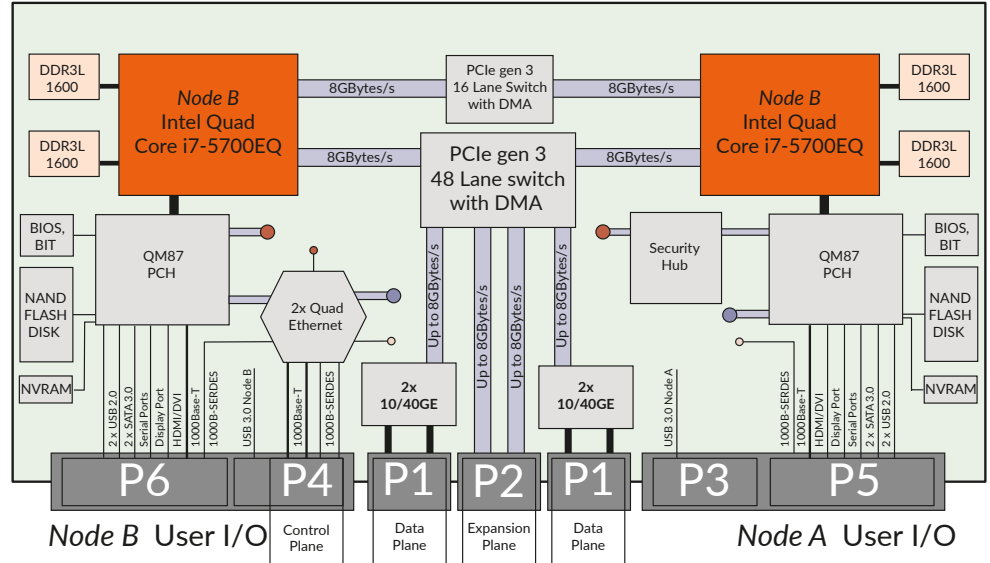 DDR3L
1600
DDR3L
1600
Node B
Intel Quad
Core i7-5700EQ
8GBytes/s
PCIe gen 3
16 Lane Switch
with DMA
8GBytes/s
Node B
Intel Quad
Core i7-5700EQ
DDR3L
1600
DDR3L
1600
8GBytes/s
PCIe gen 3
48 Lane switch
with DMA
8GBytes/s
BIOS,
BIT
NAND
FLASH
DISK
NVRAM
QM87
PCH
2x Quad
Ethernet
Up to 8GBytes/s
Up to 8GBytes/s
Up to 8GBytes/s
Up to 8GBytes/s
Security
Hub
QM87
PCH
BIOS,
BIT
NAND
FLASH
DISK
NVRAM
2x
10/40GE
2x
10/40GE
2 x USB 2.0
2 x SATA 3.0
Serial Ports
Display Port
HDMI/DVI
1000Base-T
1000B-SERDES
USB 3.0 Node B
1000Base-T
1000B-SERDES
USB 3.0 Node A
1000B-SERDES
1000Base-T
HDMI/DVI
Display Port
Serial Ports
2 x SATA 3.0
2 x USB 2.0
P6
P4
P1
P2
P1
P3
P5
Node B User I/O
Control
Plane
Data
Plane
Expansion
Plane
Data
Plane
Node A User I/O